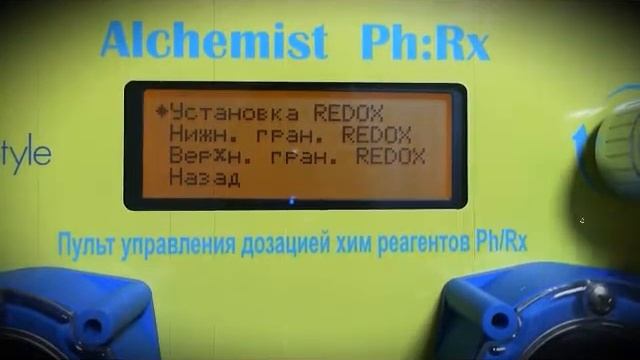 Alchemist Ph:Rx
Установка REDOX
Нижн. гран. REDOX
Верхн. гран. REDOX
Назад
tyle
Пульт управления дозацией хим реагентов Ph/Rx